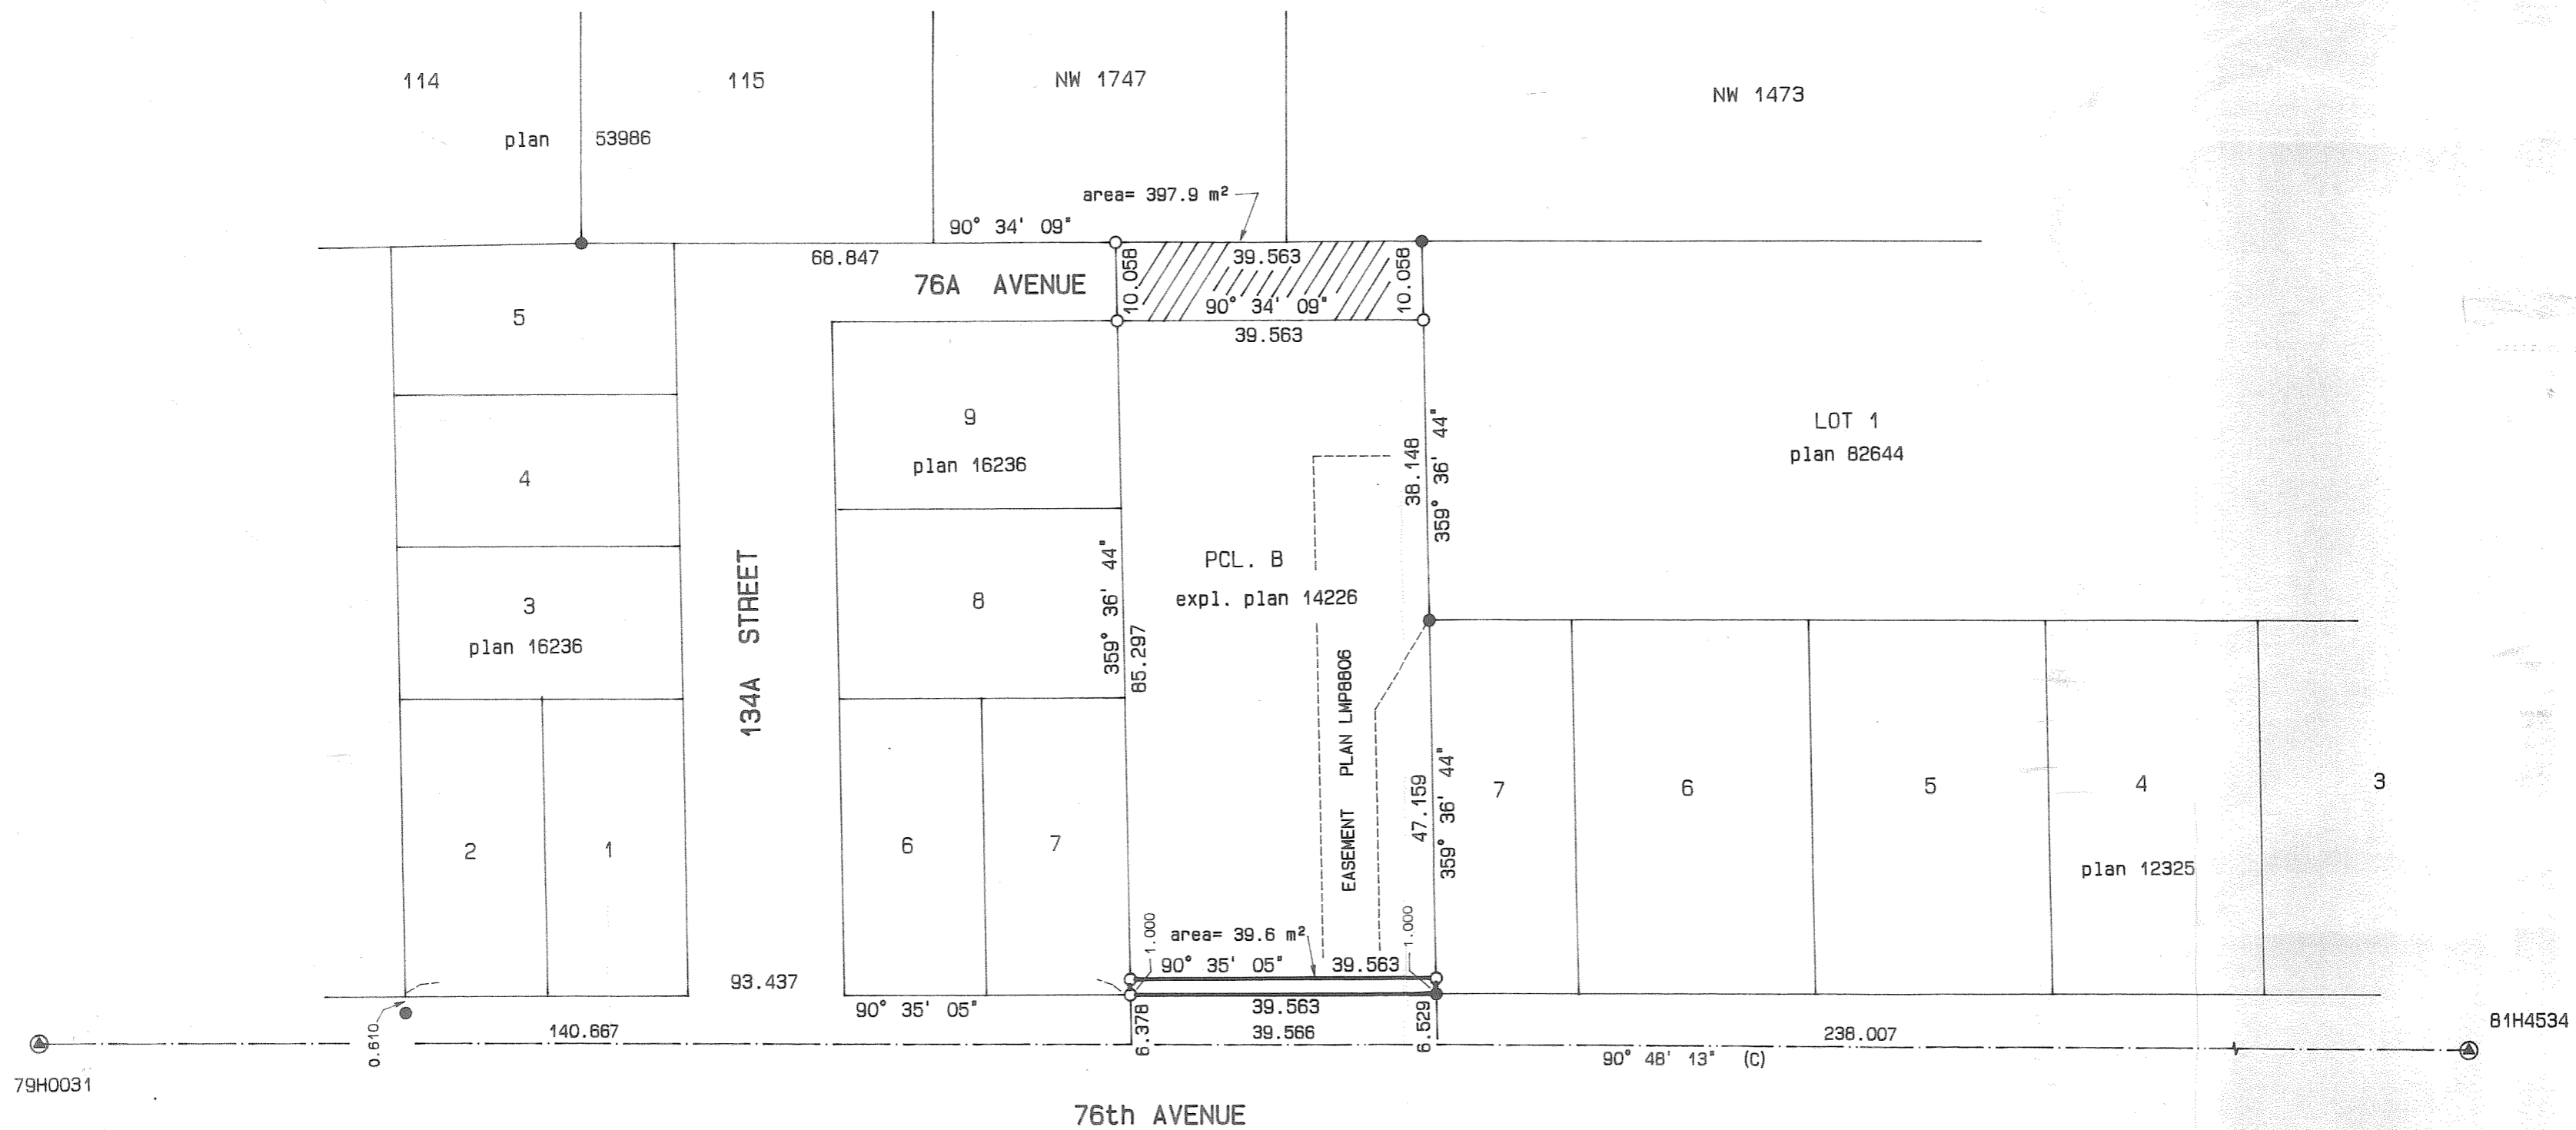 114
115
NW 1747
NW 1473
plan 53986
area= 397.9 m²
90° 34' 09"
68.847
39.563
10.058
10.058
76A AVENUE
90° 34' 09"
39.563
5
9
plan 16236
LOT 1
plan 82644
38.148
359° 36' 44"
4
PCL. B
expl. plan 14226
8
3
plan 16236
134A STREET
359° 36' 44"
85.297
EASEMENT PLAN LMP8806
47.159
359° 36' 44"
7
6
5
4
3
plan 12325
2
1
6
7
1.000
1.000
area= 39.6 m²
90° 35' 05"
39.563
93.437
90° 35' 05"
39.563
0.610
140.667
6.378
39.566
6.529
238.007
90° 48' 13" (C)
81H4534
79H0031
76th AVENUE